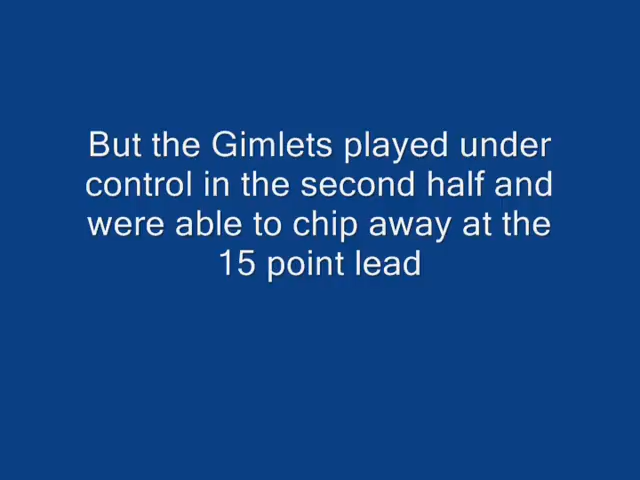 But the Gimlets played under
control in the second half and
were able to chip away at the
15 point lead